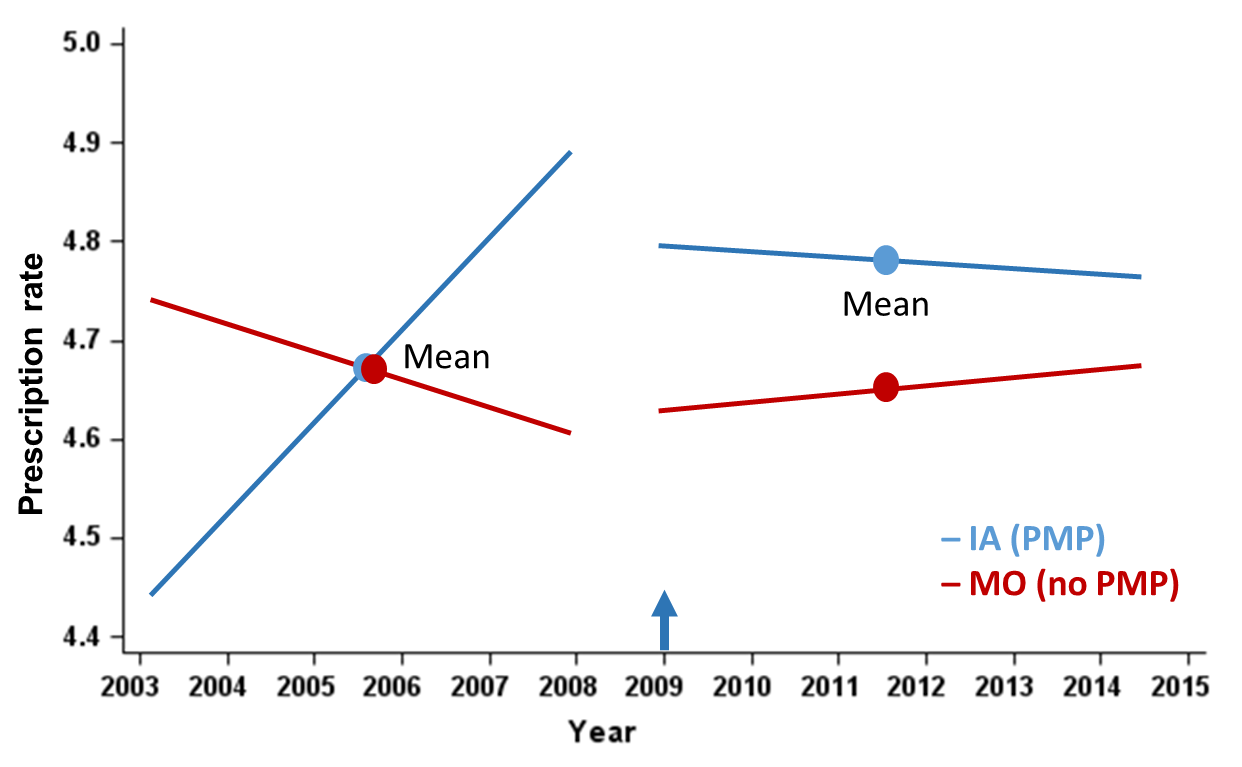 5.0
4.9
4.8
4.7
4.6
4.5
4.4
Prescription rate
Mean
Mean
– IA (PMP)
– MO (no PMP)
2003 2004 2005 2006 2007 2008 2009 2010 2011 2012 2013 2014 2015
Year